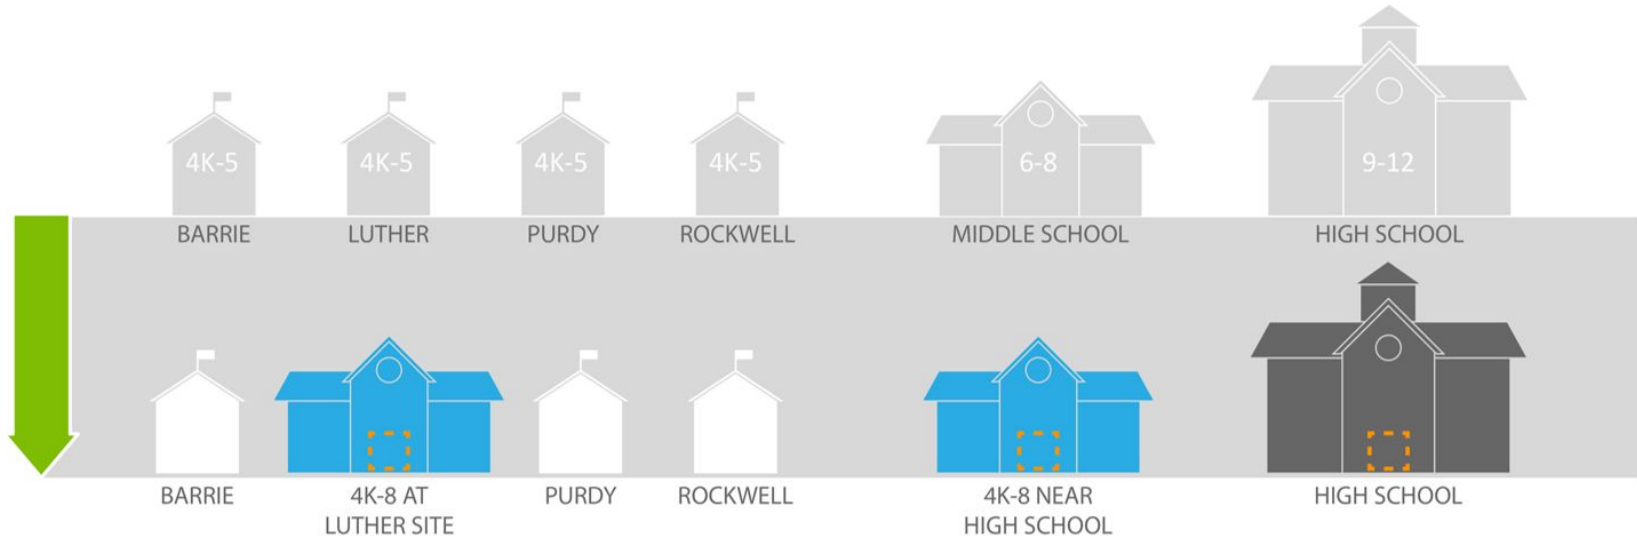 4K-5
4K-5
4K-5
4K-5
6-8
9-12
BARRIE
LUTHER
PURDY
ROCKWELL
MIDDLE SCHOOL
HIGH SCHOOL
BARRIE
4K-8 AT
LUTHER SITE
PURDY
ROCKWELL
4K-8 NEAR
HIGH SCHOOL
HIGH SCHOOL